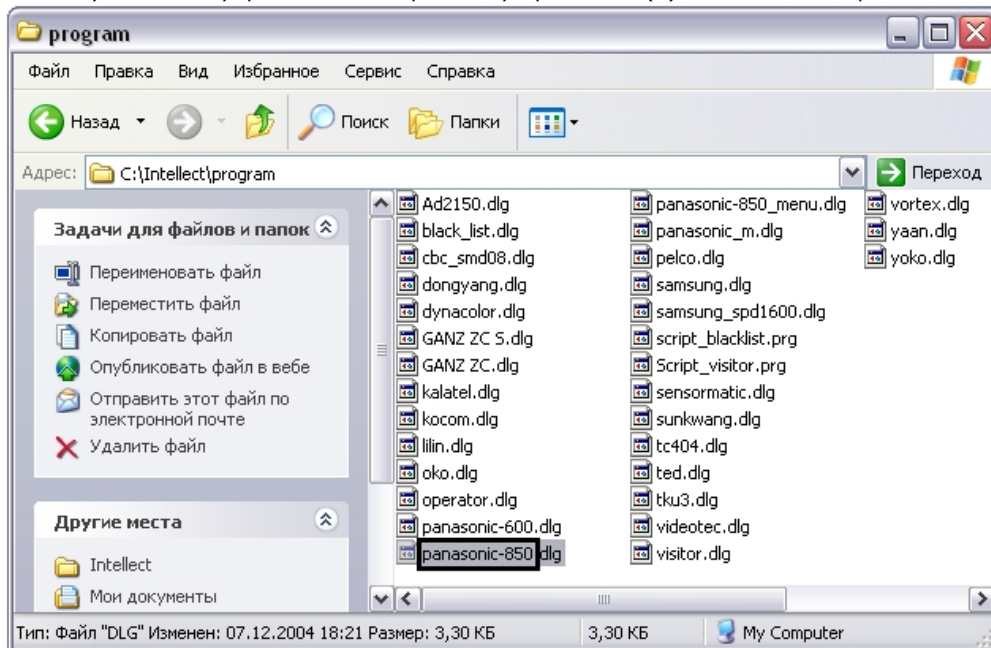 program
Файл Правка Вид Избранное Сервис Справка
Назад Поиск Папки
Адрес: C:\Intellect\program Переход
Задачи для файлов и папок
Переименовать файл
Переместить файл
Копировать файл
Опубликовать файл в вебе
Отправить этот файл по
электронной почте
Удалить файл
Другие места
Intellect
Мои документы
Ad2150.dlg
black_list.dlg
cbc_smd08.dlg
dongyang.dlg
dynacolor.dlg
GANZ ZC S.dlg
GANZ ZC.dlg
kalatel.dlg
kocom.dlg
lilin.dlg
oko.dlg
operator.dlg
panasonic-600.dlg
panasonic-850.dlg
panasonic-850_menu.dlg
panasonic_m.dlg
pelco.dlg
samsung.dlg
samsung_spd1600.dlg
script_blacklist.prg
Script_visitor.prg
sensormatic.dlg
sunkwang.dlg
tc404.dlg
ted.dlg
tku3.dlg
videotec.dlg
visitor.dlg
vortex.dlg
yaan.dlg
yoko.dlg
Тип: Файл "DLG" Изменен: 07.12.2004 18:21 Размер: 3,30 КБ 3,30 КБ My Computer